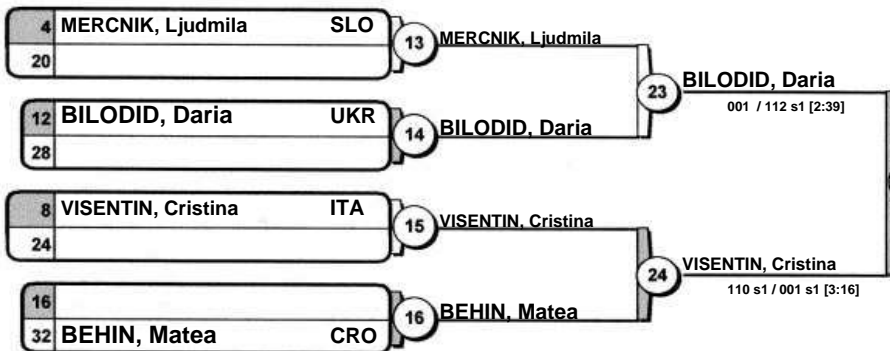 4 MERCNIK, Ljudmila SLO
20
13 MERCNIK, Ljudmila
12 BILODID, Daria UKR
28
14 BILODID, Daria
23 BILODID, Daria
001 / 112 s1 [2:39]
8 VISENTIN, Cristina ITA
24
15 VISENTIN, Cristina
16
32 BEHIN, Matea CRO
16 BEHIN, Matea
24 VISENTIN, Cristina
110 s1 / 001 s1 [3:16]